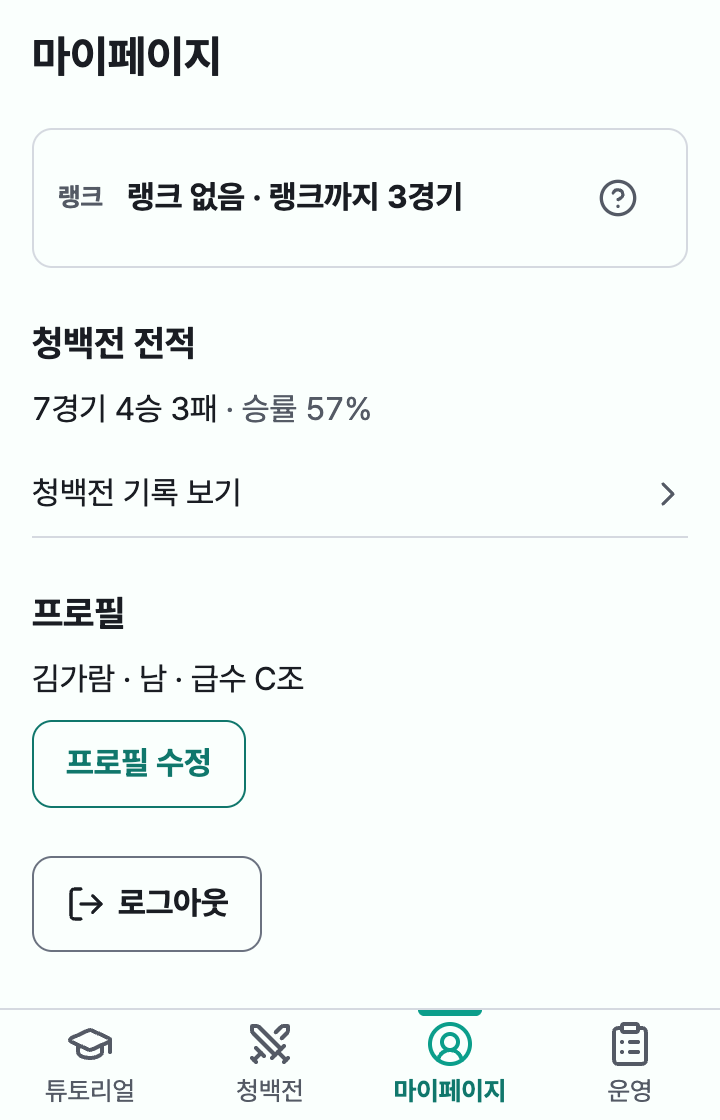 마이페이지
랭크 랭크 없음 · 랭크까지 3경기
청백전 전적
7경기 4승 3패 · 승률 57%
청백전 기록 보기
프로필
김가람 · 남 · 급수 C조
프로필 수정
로그아웃
튜토리얼 청백전 마이페이지 운영